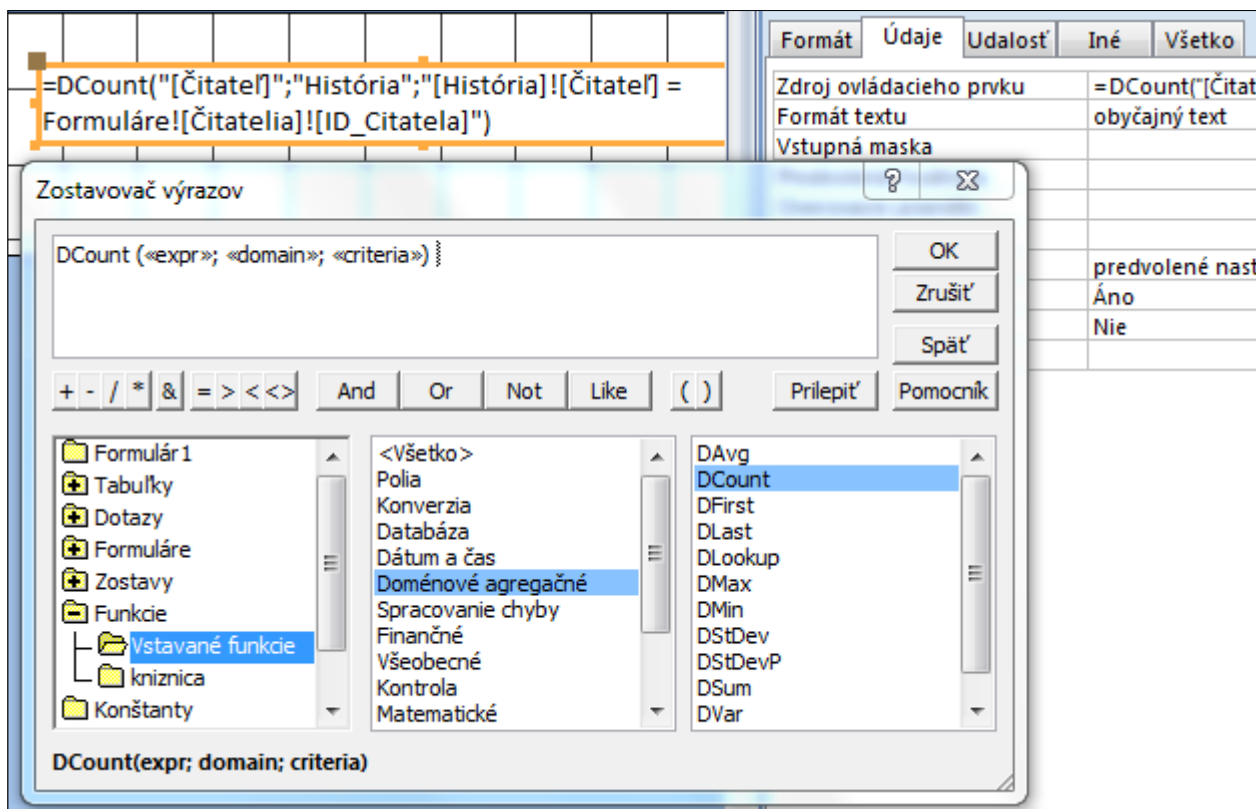 =DCount("[Čitateľ]";"História";"[História]![Čitateľ] =
Formuláre![Čitatelia]![ID_Citatela]")
Formát Údaje Udalosť Iné Všetko
Zdroj ovládacieho prvku =DCount("[Čitat
Formát textu obyčajný text
Vstupná maska
predvolené nast
Áno
Nie
Zostavovač výrazov
DCount («expr»; «domain»; «criteria»)
OK
Zrušiť
Späť
+ - / * & = > < <> And Or Not Like ( ) Prilepiť Pomocník
Formulár1
Tabuľky
Dotazy
Formuláre
Zostavy
Funkcie
Vstavané funkcie
kniznica
Konštanty
<Všetko>
Polia
Konverzia
Databáza
Dátum a čas
Doménové agregačné
Spracovanie chyby
Finančné
Všeobecné
Kontrola
Matematické
DAvg
DCount
DFirst
DLast
DLookup
DMax
DMin
DStDev
DStDevP
DSum
DVar
DCount(expr; domain; criteria)